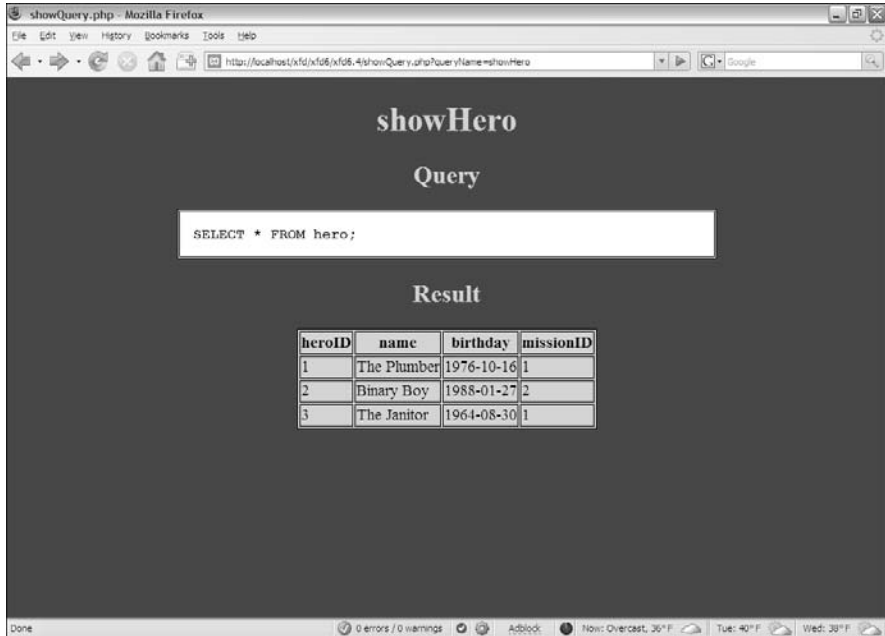 showQuery.php - Mozilla Firefox
File Edit View History Bookmarks Tools Help
http://localhost/xfd/xfd6/xfd6.4/showQuery.php?queryName=showHero
Google
showHero
Query
SELECT * FROM hero;
Result
heroID name birthday missionID
1 The Plumber 1976-10-16 1
2 Binary Boy 1988-01-27 2
3 The Janitor 1964-08-30 1
Done 0 errors / 0 warnings Adblock Now: Overcast, 36°F Tue: 40°F Wed: 38°F